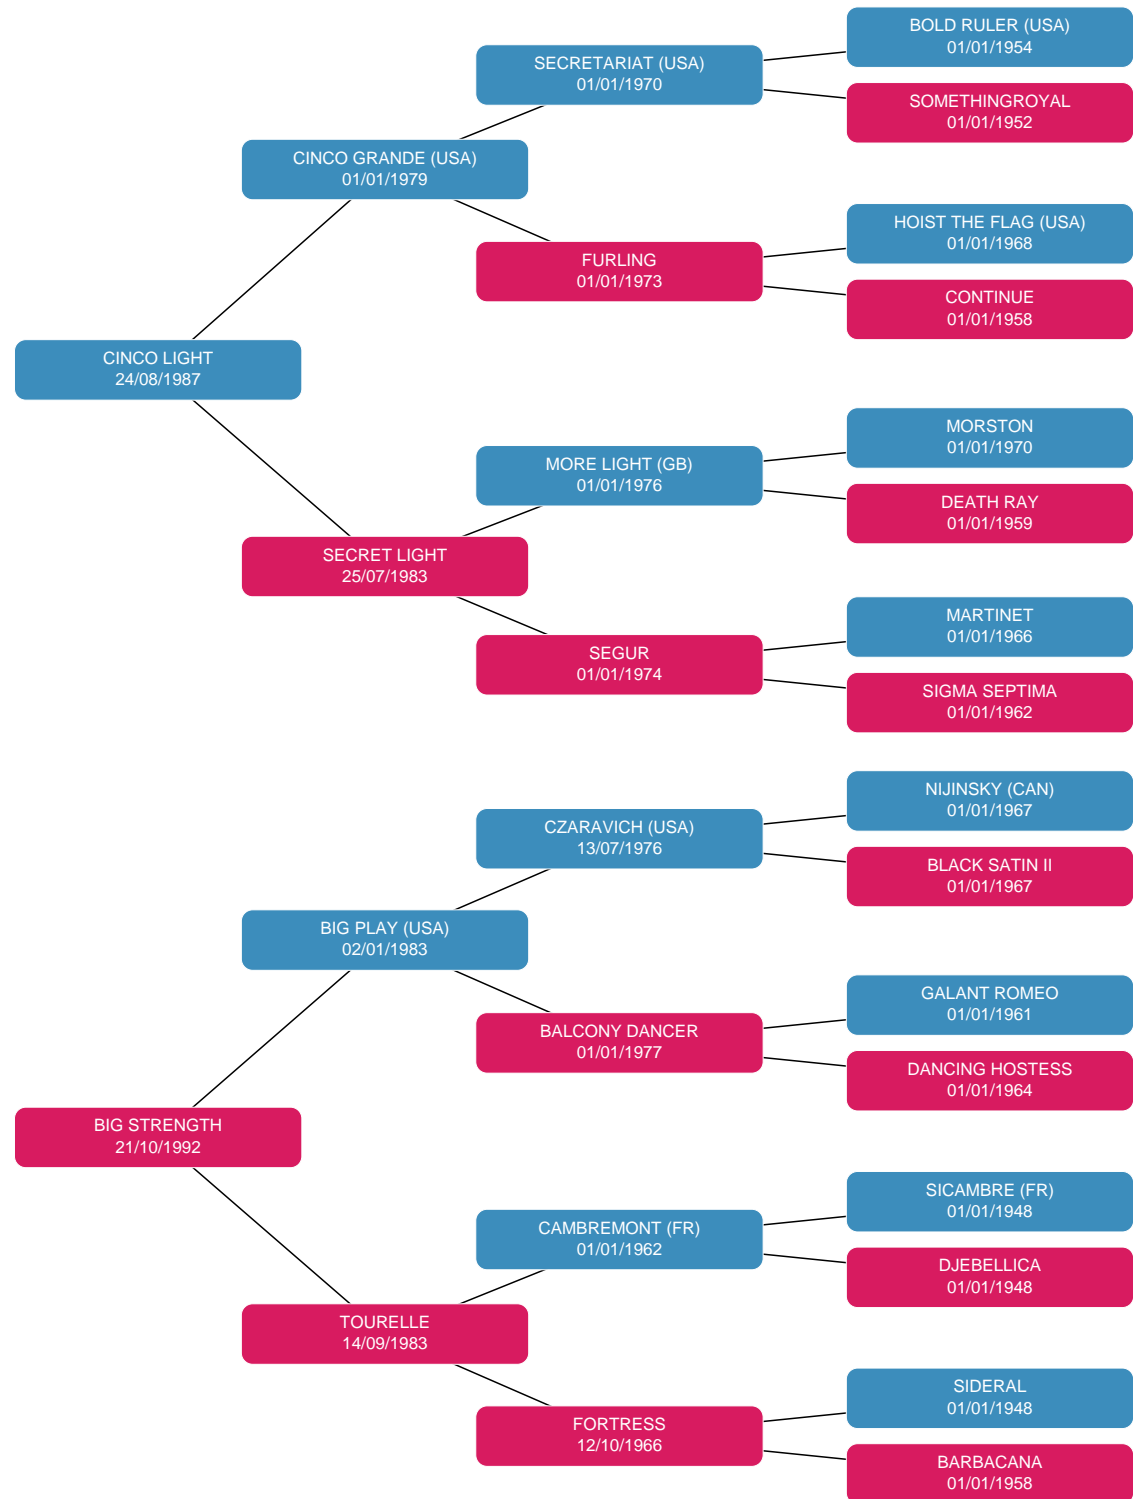 BOLD RULER (USA)
01/01/1954
SECRETARIAT (USA)
01/01/1970
SOMETHINGROYAL
01/01/1952
CINCO GRANDE (USA)
01/01/1979
HOIST THE FLAG (USA)
01/01/1968
FURLING
01/01/1973
CONTINUE
01/01/1958
CINCO LIGHT
24/08/1987
MORSTON
01/01/1970
MORE LIGHT (GB)
01/01/1976
DEATH RAY
01/01/1959
SECRET LIGHT
25/07/1983
MARTINET
01/01/1966
SEGUR
01/01/1974
SIGMA SEPTIMA
01/01/1962
NIJINSKY (CAN)
01/01/1967
CZARAVICH (USA)
13/07/1976
BLACK SATIN II
01/01/1967
BIG PLAY (USA)
02/01/1983
GALANT ROMEO
01/01/1961
BALCONY DANCER
01/01/1977
DANCING HOSTESS
01/01/1964
BIG STRENGTH
21/10/1992
SICAMBRE (FR)
01/01/1948
CAMBREMONT (FR)
01/01/1962
DJEBELLICA
01/01/1948
TOURELLE
14/09/1983
SIDERAL
01/01/1948
FORTRESS
12/10/1966
BARBACANA
01/01/1958